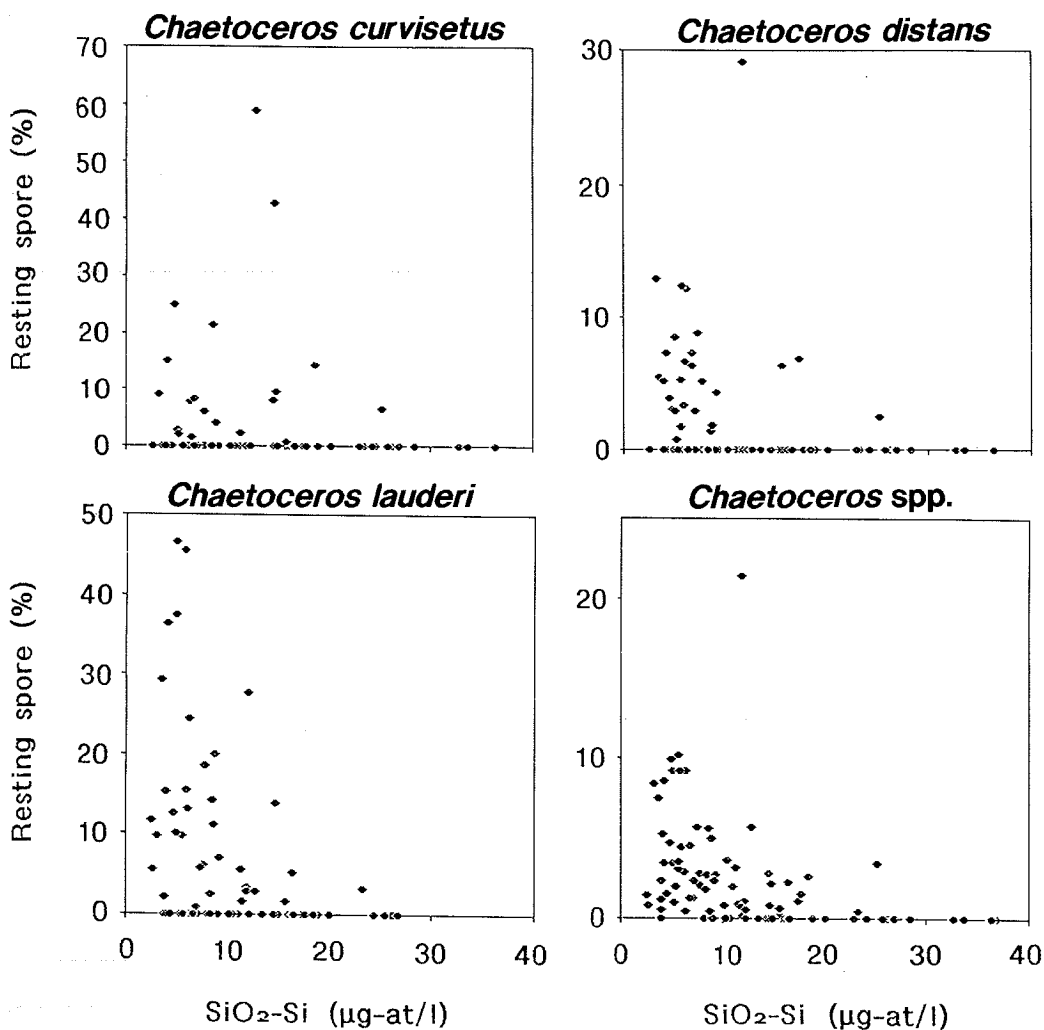 Chaetoceros curvisetus
Chaetoceros distans
70
60
50
40
30
20
10
0
Resting spore (%)
30
20
10
0
Chaetoceros lauderi
Chaetoceros spp.
50
40
30
20
10
0
Resting spore (%)
20
10
0
0 10 20 30 40
0 10 20 30 40
SiO₂-Si (µg-at/l)
SiO₂-Si (µg-at/l)